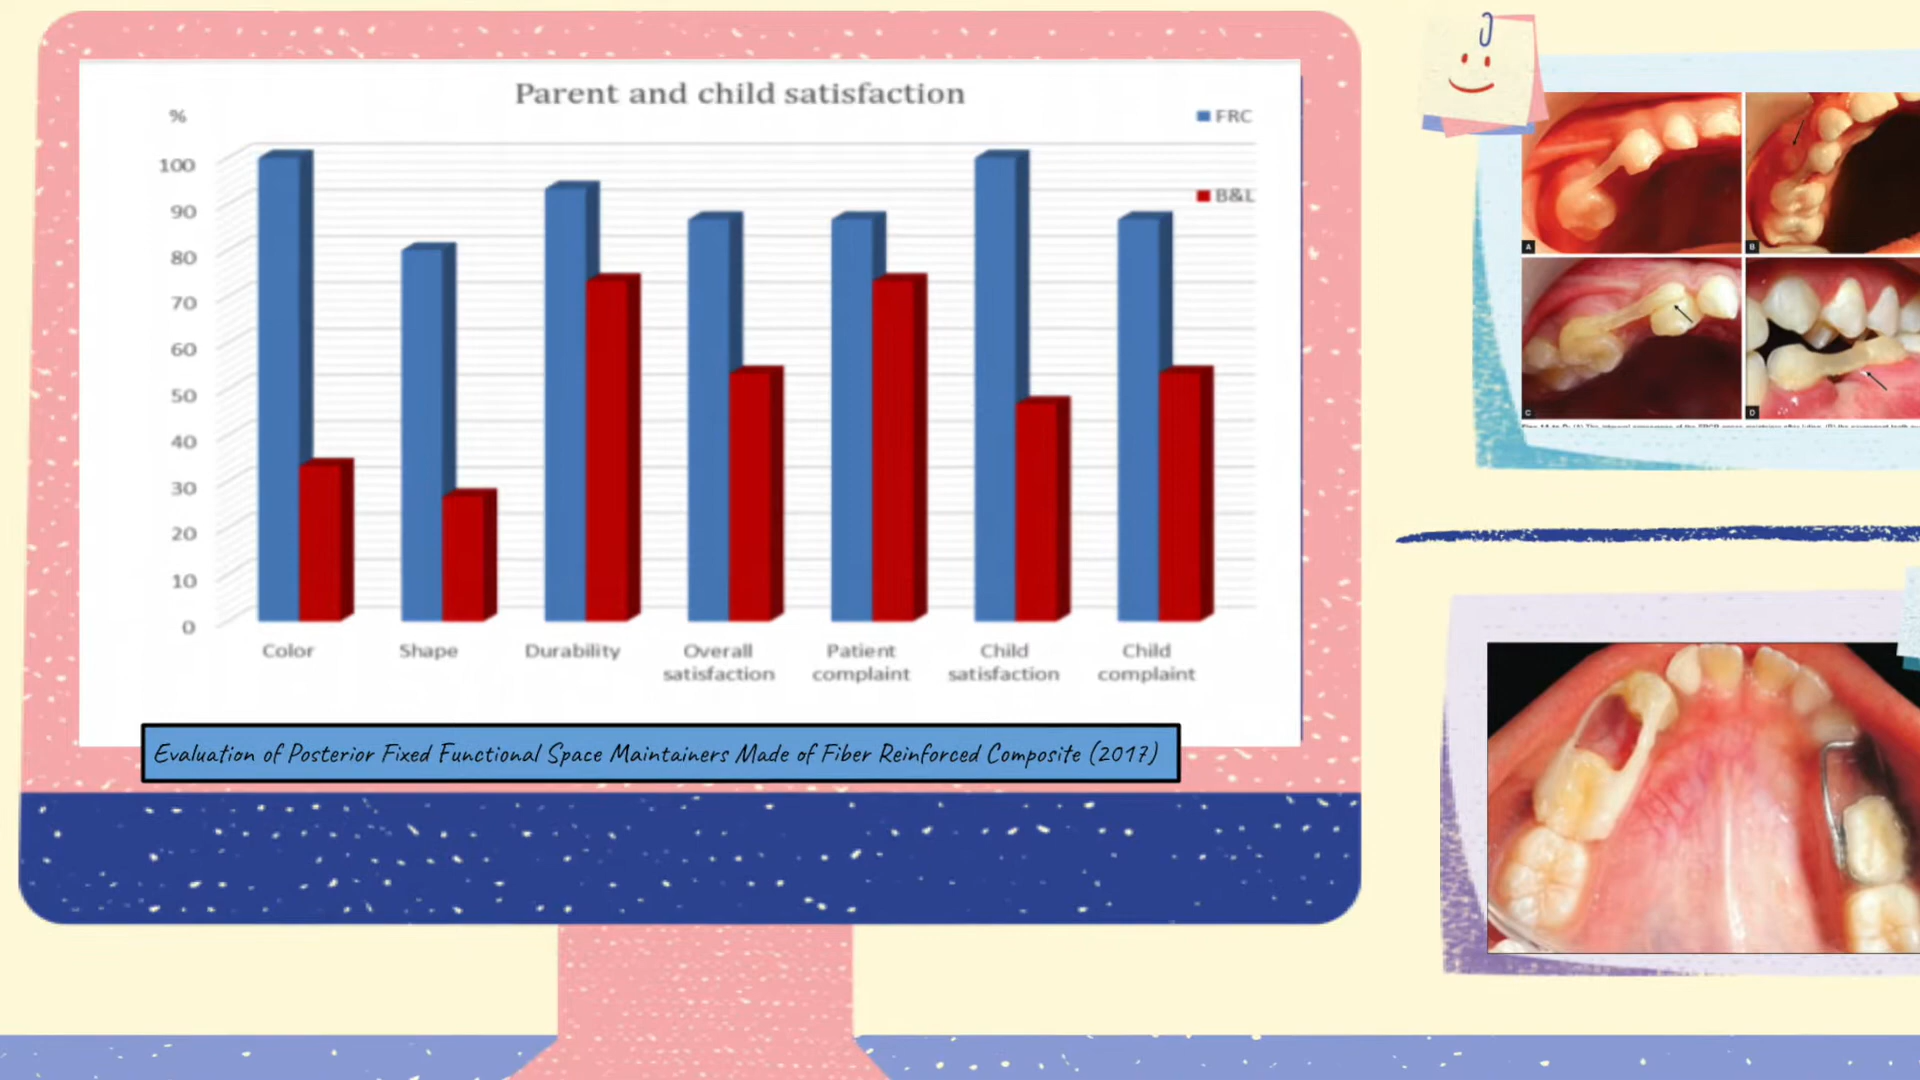 Parent and child satisfaction
%
FRC
B&L
100
90
80
70
60
50
40
30
20
10
0
Color
Shape
Durability
Overall satisfaction
Patient complaint
Child satisfaction
Child complaint
Evaluation of Posterior Fixed Functional Space Maintainers Made of Fiber Reinforced Composite (2017)
A
B
C
D